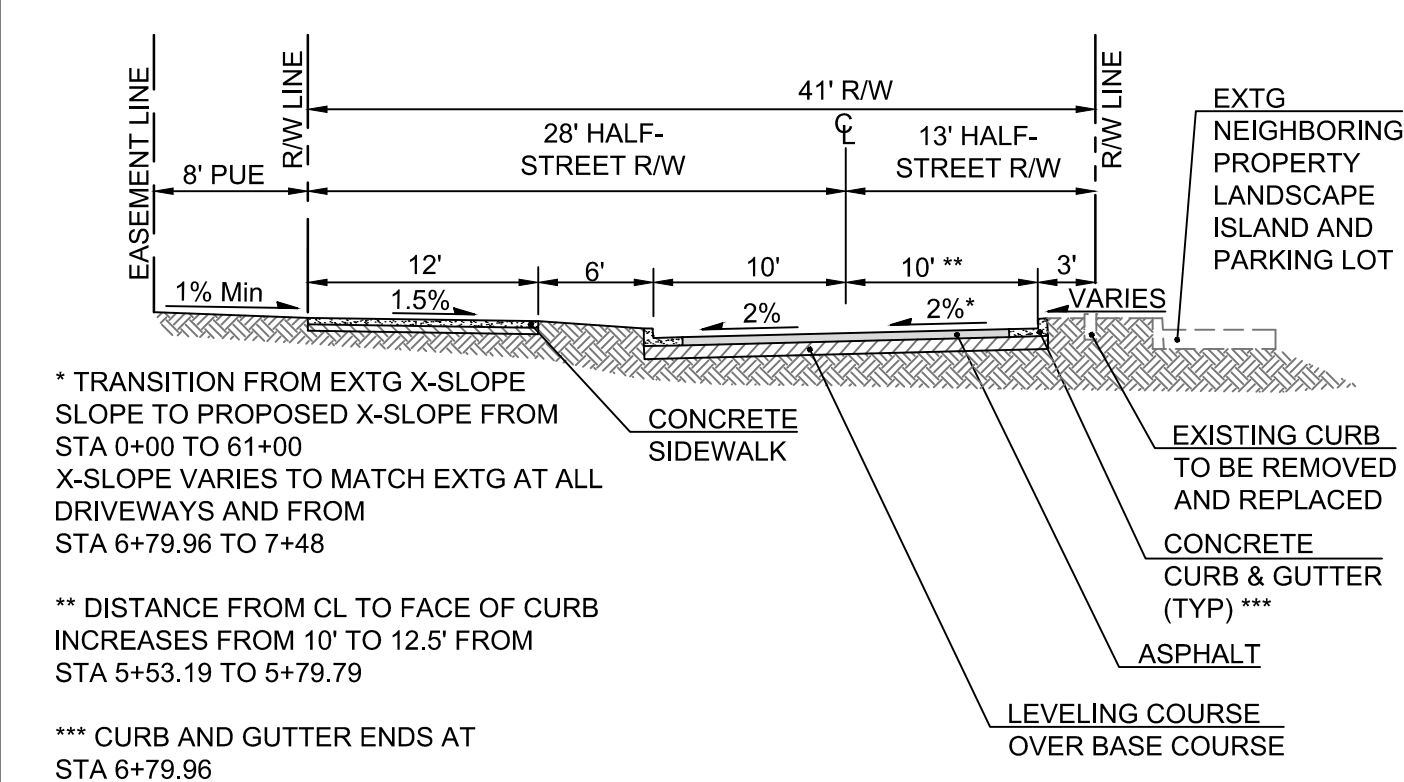 EASEMENT LINE
R/W LINE
41' R/W
R/W LINE
8' PUE
28' HALF-
STREET R/W
CL
13' HALF-
STREET R/W
EXTG
NEIGHBORING
PROPERTY
LANDSCAPE
ISLAND AND
PARKING LOT
12'
6'
10'
10' **
3'
1% Min
1.5%
2%
2%*
VARIES
* TRANSITION FROM EXTG X-SLOPE
SLOPE TO PROPOSED X-SLOPE FROM
STA 0+00 TO 61+00
X-SLOPE VARIES TO MATCH EXTG AT ALL
DRIVEWAYS AND FROM
STA 6+79.96 TO 7+48
** DISTANCE FROM CL TO FACE OF CURB
INCREASES FROM 10' TO 12.5' FROM
STA 5+53.19 TO 5+79.79
*** CURB AND GUTTER ENDS AT
STA 6+79.96
CONCRETE
SIDEWALK
EXISTING CURB
TO BE REMOVED
AND REPLACED
CONCRETE
CURB & GUTTER
(TYP) ***
ASPHALT
LEVELING COURSE
OVER BASE COURSE